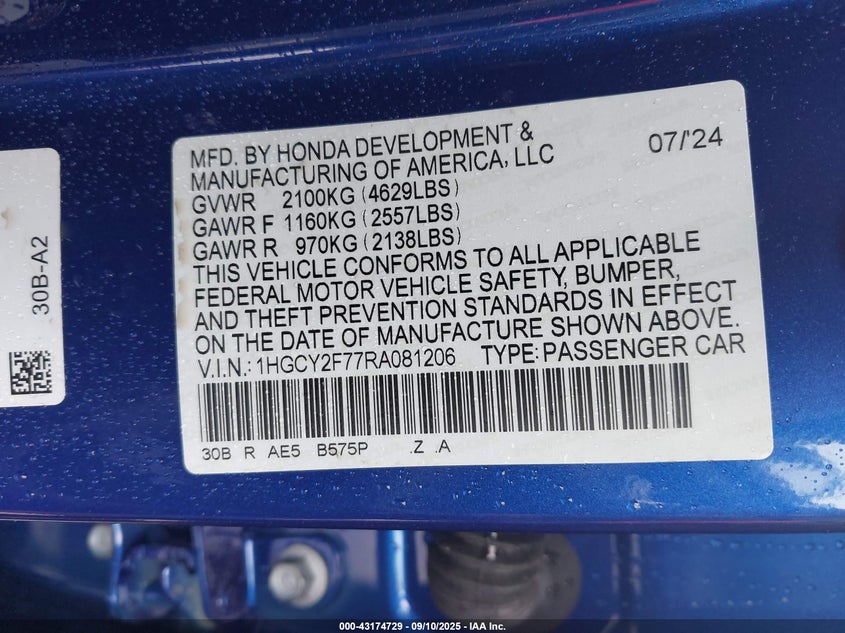 MFD. BY HONDA DEVELOPMENT & 07/'24
MANUFACTURING OF AMERICA, LLC
GVWR 2100KG (4629LBS)
GAWR F 1160KG (2557LBS)
GAWR R 970KG (2138LBS)
THIS VEHICLE CONFORMS TO ALL APPLICABLE
FEDERAL MOTOR VEHICLE SAFETY, BUMPER,
AND THEFT PREVENTION STANDARDS IN EFFECT
ON THE DATE OF MANUFACTURE SHOWN ABOVE.
V.I.N.: 1HGCY2F77RA081206 TYPE: PASSENGER CAR
30B R AE5 B575P .Z .A
30B-A2
000-43174729 - 09/10/2025 - IAA Inc.